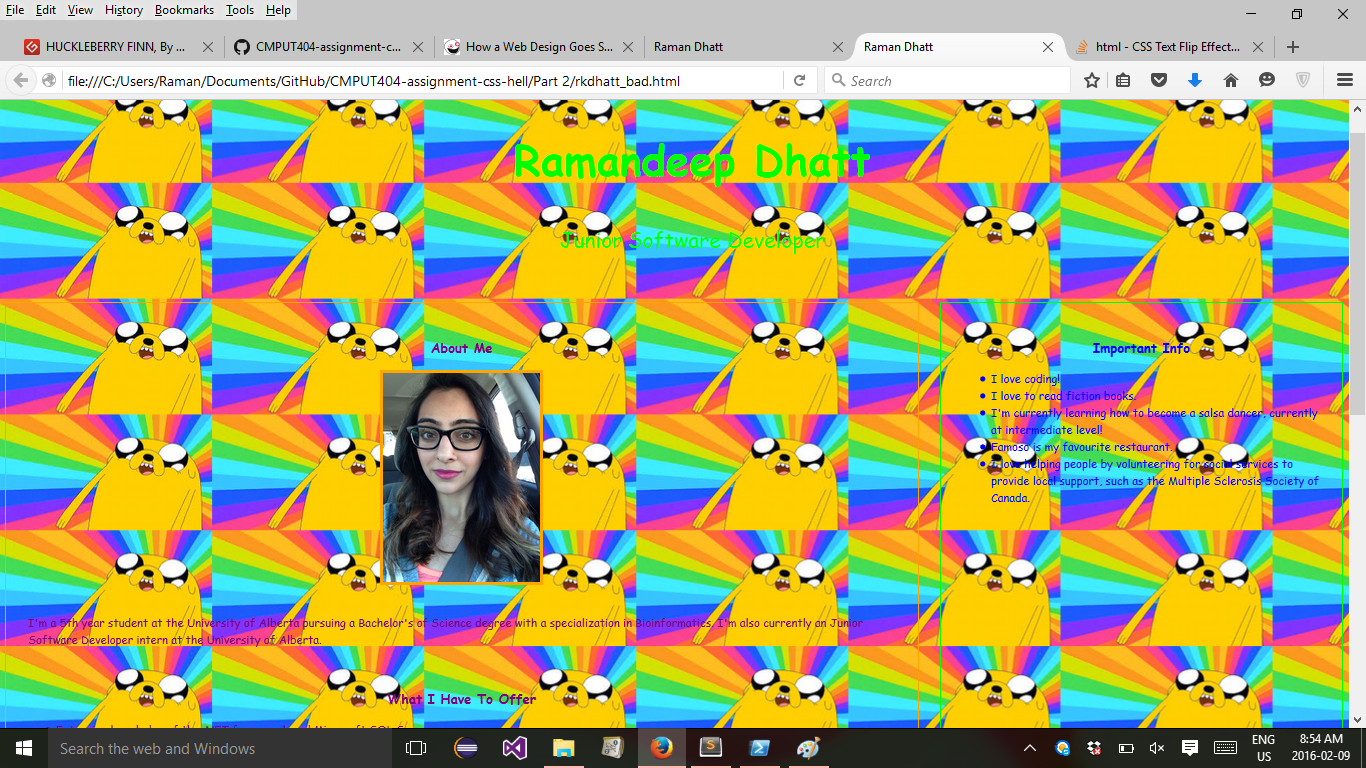 File Edit View History Bookmarks Tools Help
HUCKLEBERRY FINN, By ...
CMPUT404-assignment-c...
How a Web Design Goes S...
Raman Dhatt
Raman Dhatt
html - CSS Text Flip Effect...
file:///C:/Users/Raman/Documents/GitHub/CMPUT404-assignment-css-hell/Part 2/rkdhatt_bad.html
Search
Ramandeep Dhatt
Junior Software Developer
About Me
I'm a 5th year student at the University of Alberta pursuing a Bachelor's of Science degree with a specialization in Bioinformatics. I'm also currently an Junior
Software Developer intern at the University of Alberta.
What I Have To Offer
Important Info
I love coding!
I love to read fiction books.
I'm currently learning how to become a salsa dancer, currently
at intermediate level!
Famoso is my favourite restaurant.
I love helping people by volunteering for social services to
provide local support, such as the Multiple Sclerosis Society of
Canada.
Search the web and Windows
ENG
US
8:54 AM
2016-02-09